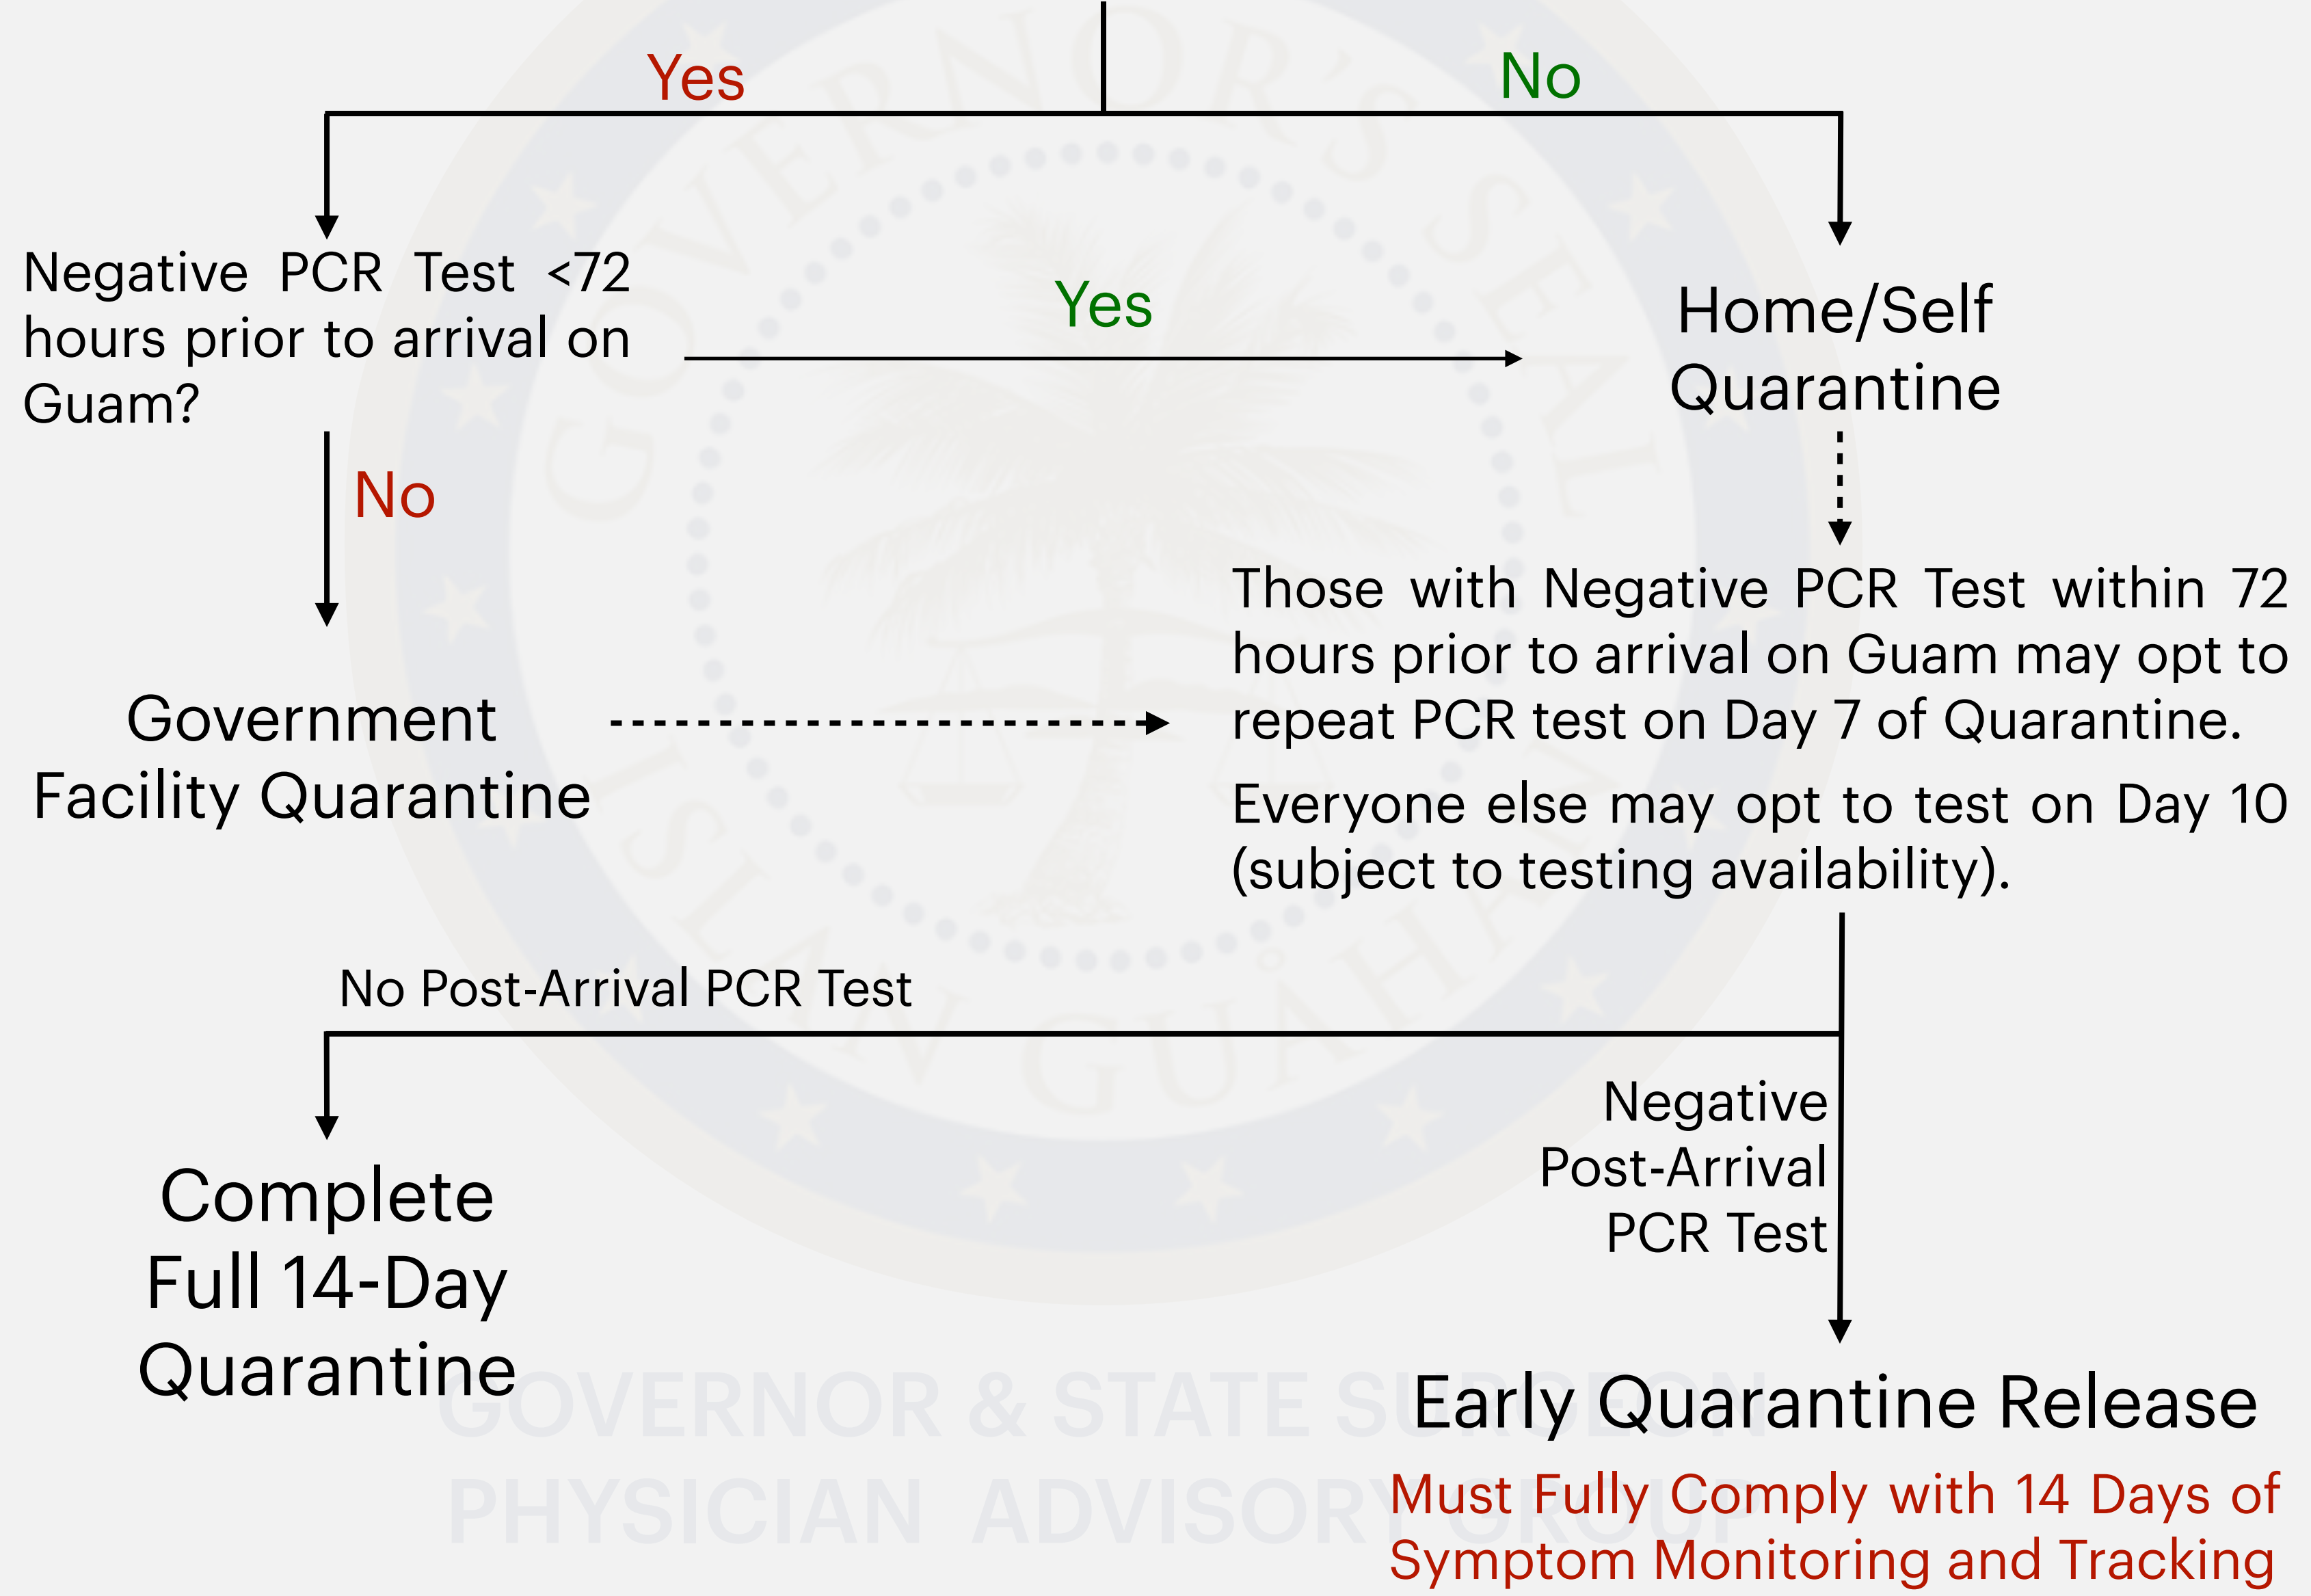 Yes
No
Negative PCR Test <72
hours prior to arrival on
Guam?
Yes
Home/Self
Quarantine
No
Government
Facility Quarantine
Those with Negative PCR Test within 72
hours prior to arrival on Guam may opt to
repeat PCR test on Day 7 of Quarantine.
Everyone else may opt to test on Day 10
(subject to testing availability).
No Post-Arrival PCR Test
Complete
Full 14-Day
Quarantine
Negative
Post-Arrival
PCR Test
Early Quarantine Release
Must Fully Comply with 14 Days of
Symptom Monitoring and Tracking
GOVERNOR'S SEAL
ISLAN GUÅHAN
GOVERNOR & STATE SURGEON
PHYSICIAN ADVISORY GROUP